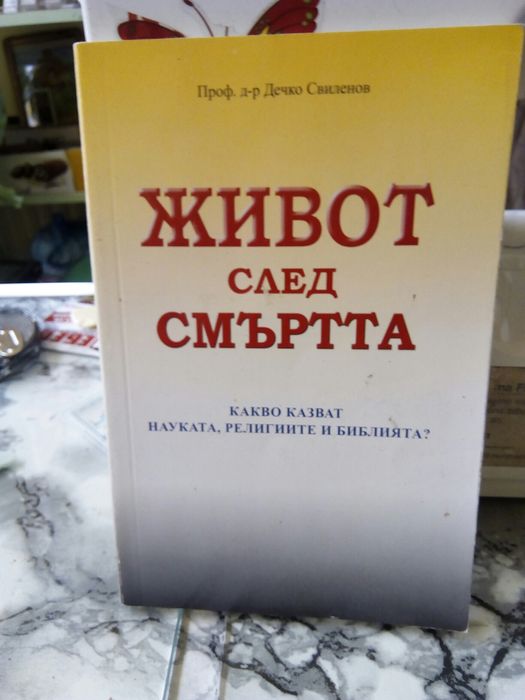 Проф. д-р Дечко Свиленов
ЖИВОТ
СЛЕД
СМЪРТТА
КАКВО КАЗВАТ
НАУКАТА, РЕЛИГИИТЕ И БИБЛИЯТА?